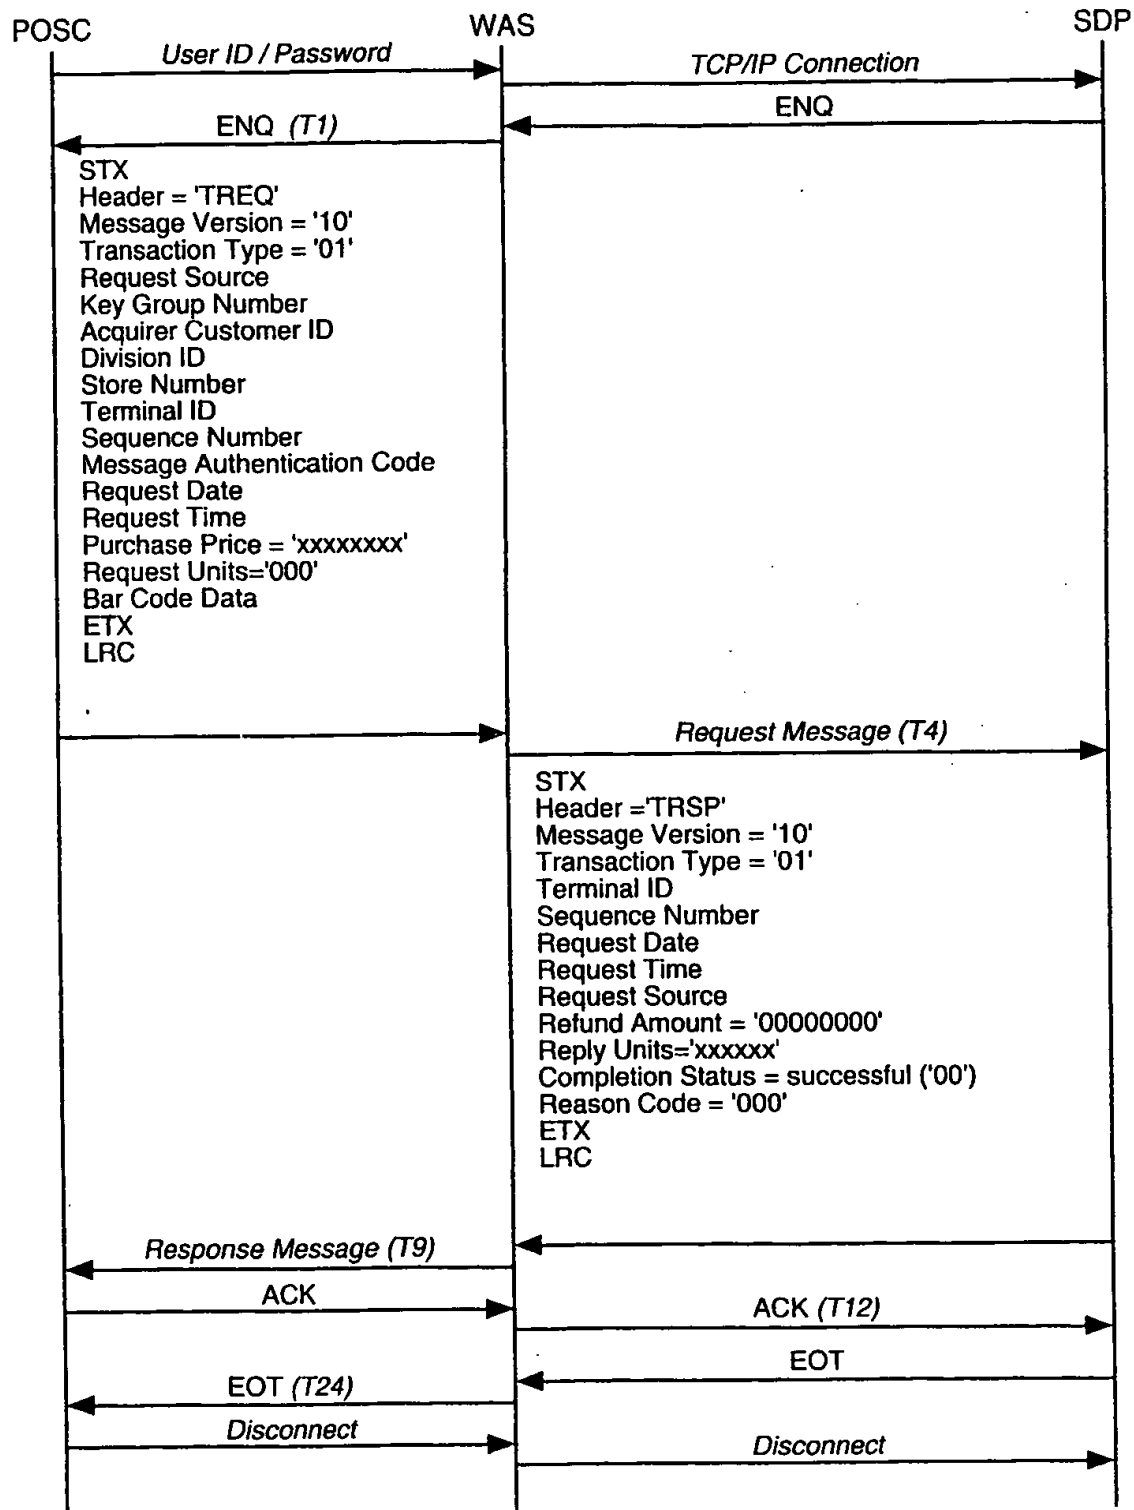 POSC
WAS
SDP
User ID / Password
TCP/IP Connection
ENQ
ENQ (T1)
STX
Header = 'TREQ'
Message Version = '10'
Transaction Type = '01'
Request Source
Key Group Number
Acquirer Customer ID
Division ID
Store Number
Terminal ID
Sequence Number
Message Authentication Code
Request Date
Request Time
Purchase Price = 'xxxxxxxx'
Request Units='000'
Bar Code Data
ETX
LRC
Request Message (T4)
STX
Header ='TRSP'
Message Version = '10'
Transaction Type = '01'
Terminal ID
Sequence Number
Request Date
Request Time
Request Source
Refund Amount = '00000000'
Reply Units='xxxxxx'
Completion Status = successful ('00')
Reason Code = '000'
ETX
LRC
Response Message (T9)
ACK
ACK (T12)
EOT
EOT (T24)
Disconnect
Disconnect